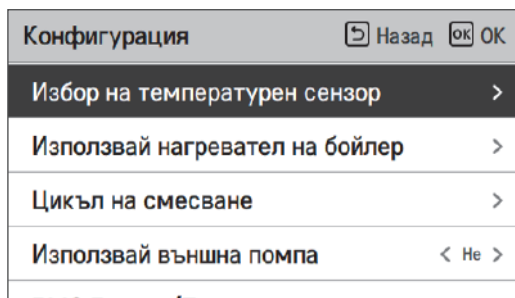 Конфигурация Назад OK OK
Избор на температурен сензор >
Използвай нагревател на бойлер >
Цикъл на смесване >
Използвай външна помпа < Не >